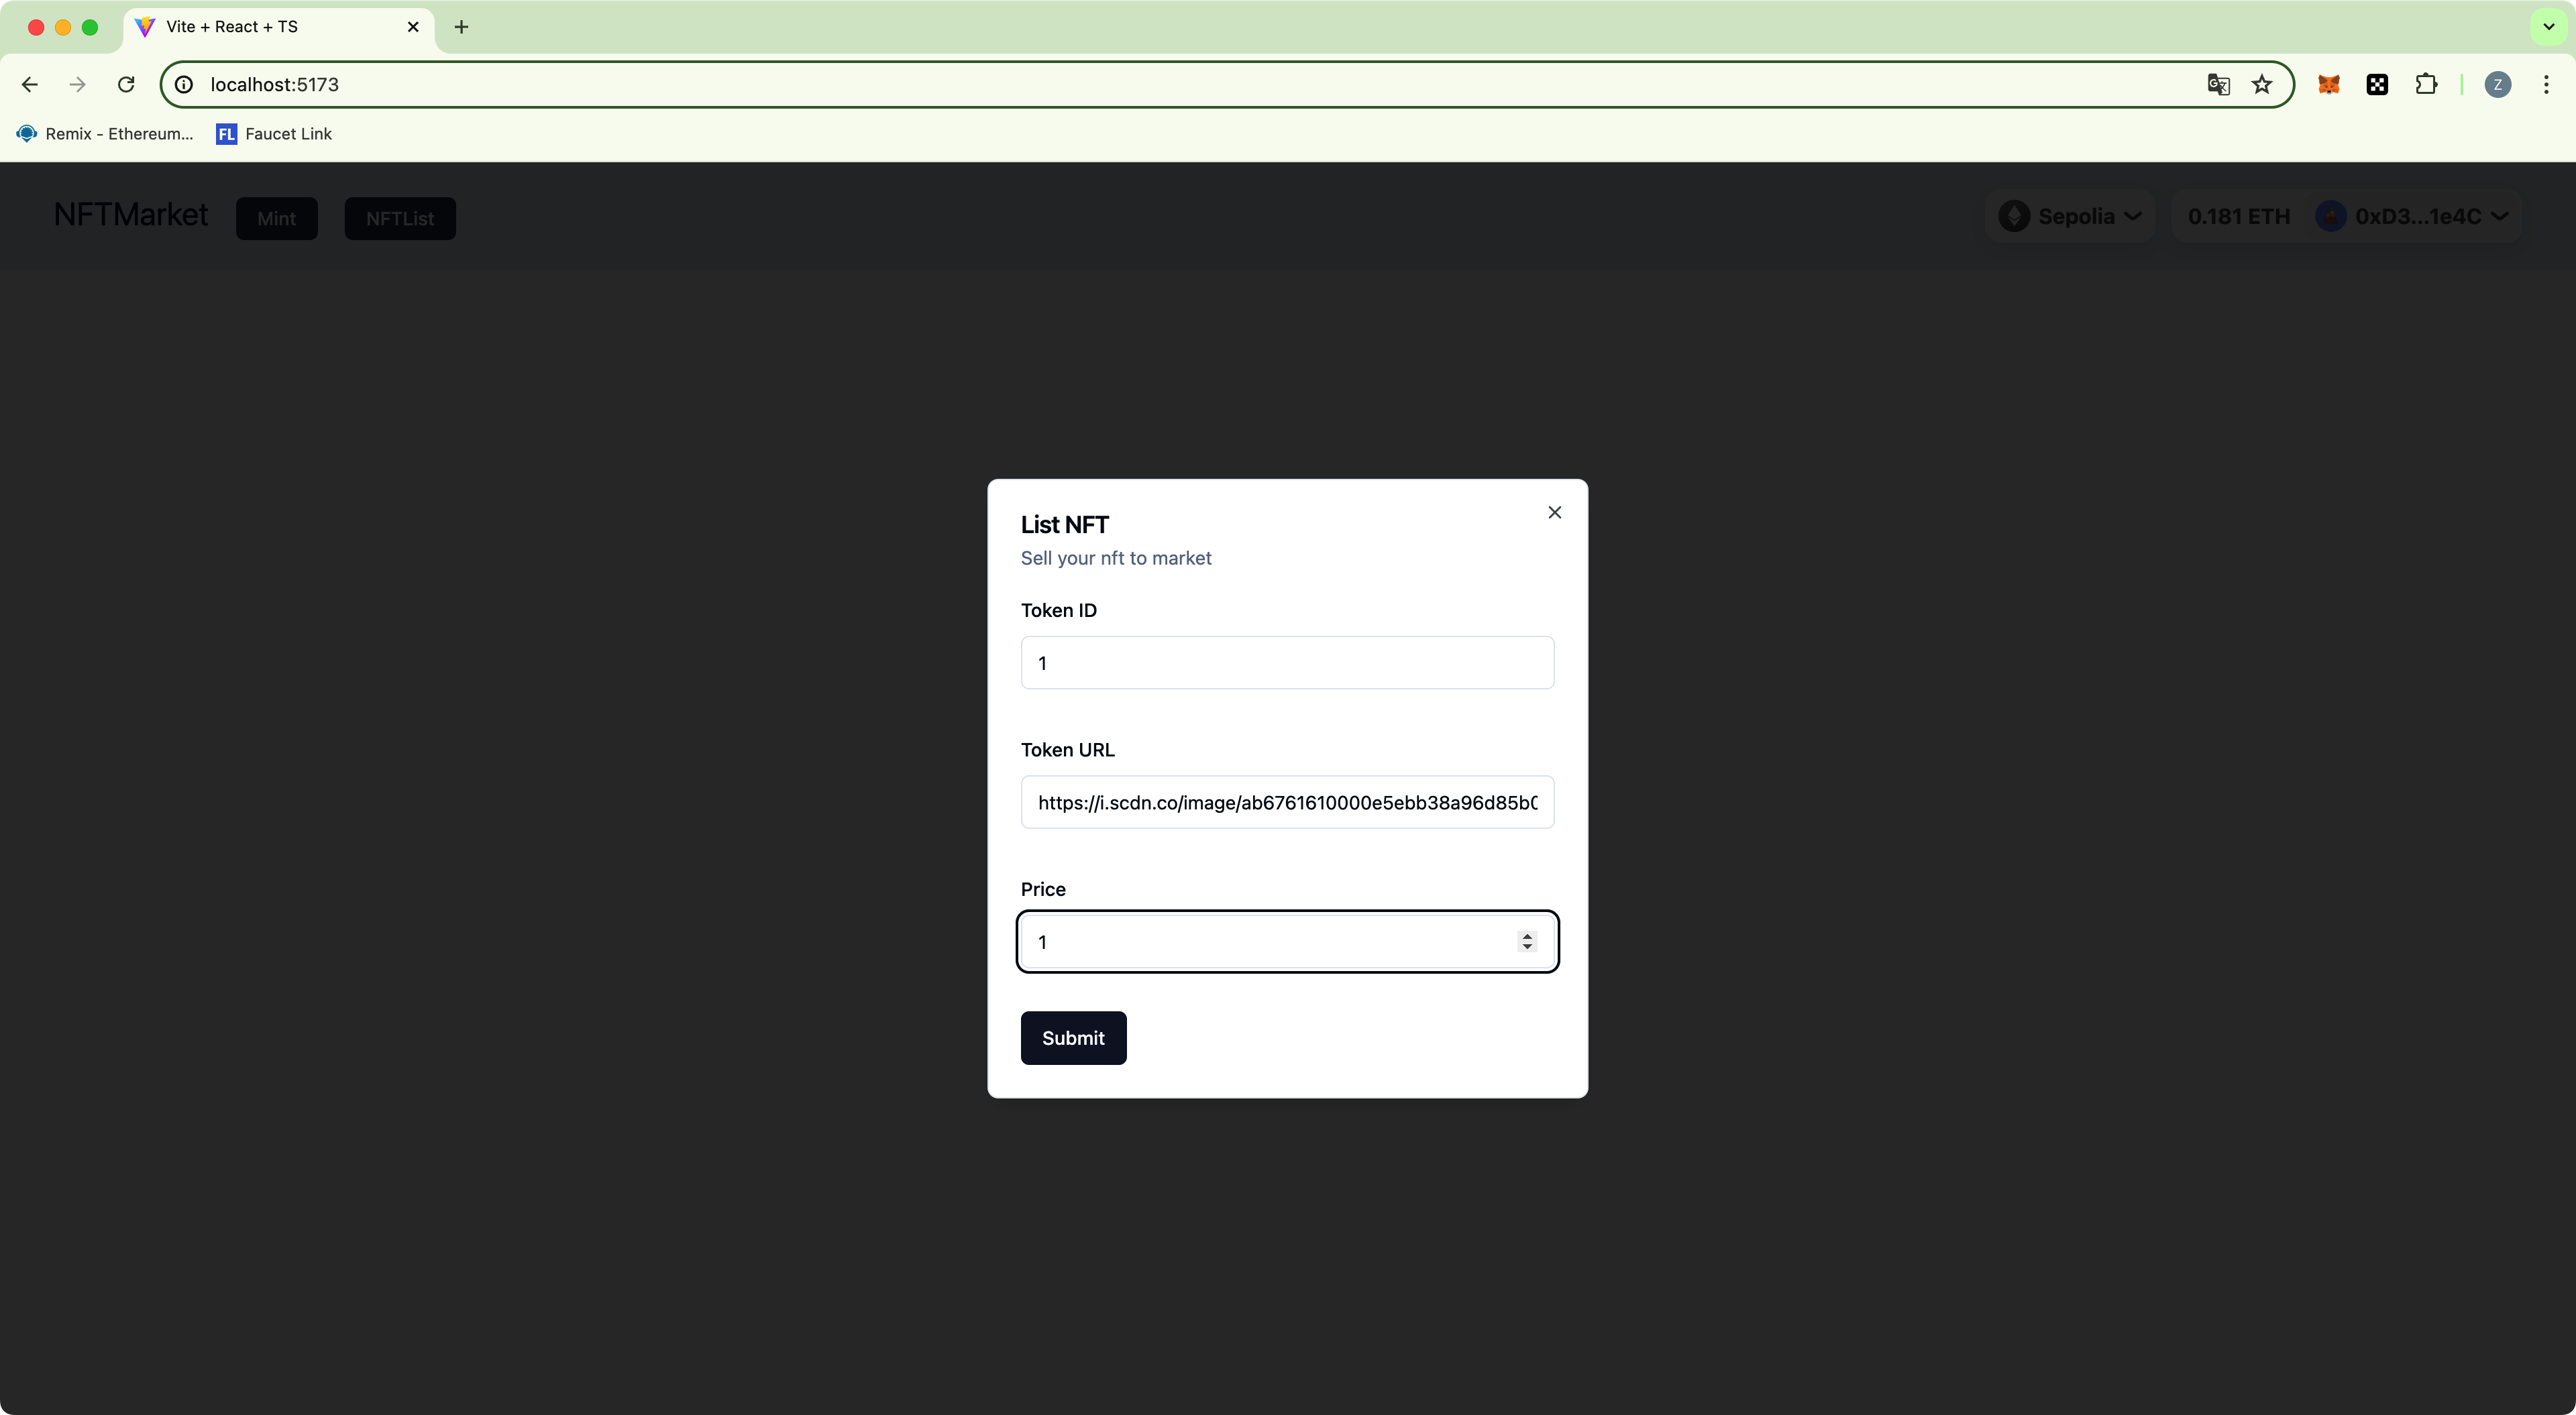 Vite + React + TS
localhost:5173
Remix - Ethereum...
FL Faucet Link
NFTMarket Mint NFTList Sepolia 0.181 ETH 0xD3...1e4C
List NFT
Sell your nft to market
Token ID
1
Token URL
https://i.scdn.co/image/ab6761610000e5ebb38a96d85b0
Price
1
Submit
Z